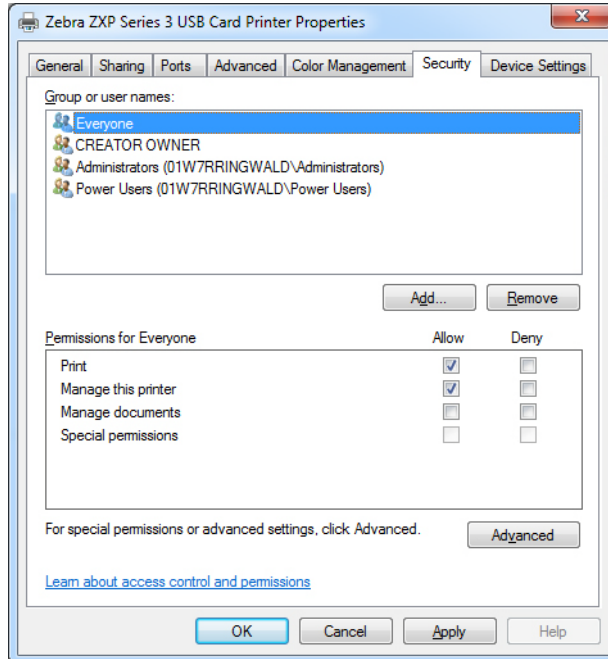 Zebra ZXP Series 3 USB Card Printer Properties
General Sharing Ports Advanced Color Management Security Device Settings
Group or user names:
Everyone
CREATOR OWNER
Administrators (01W7RRINGWALD\Administrators)
Power Users (01W7RRINGWALD\Power Users)
Add... Remove
Permissions for Everyone Allow Deny
Print
Manage this printer
Manage documents
Special permissions
For special permissions or advanced settings, click Advanced. Advanced
Learn about access control and permissions
OK Cancel Apply Help